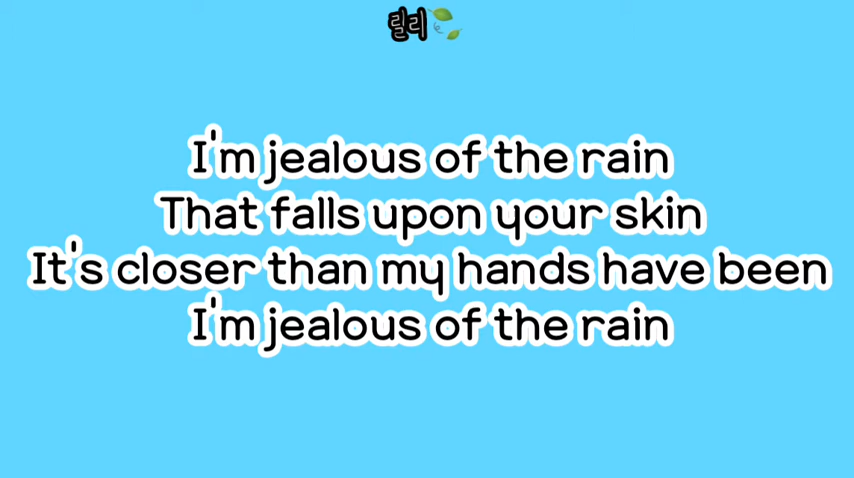 릴리🍃
I'm jealous of the rain
That falls upon your skin
It's closer than my hands have been
I'm jealous of the rain